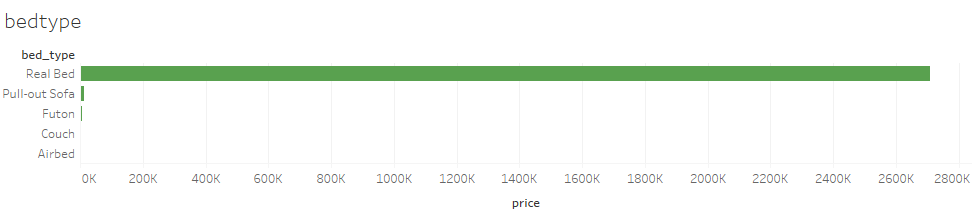 bedtype
bed_type
Real Bed
Pull-out Sofa
Futon
Couch
Airbed
0K 200K 400K 600K 800K 1000K 1200K 1400K 1600K 1800K 2000K 2200K 2400K 2600K 2800K
price